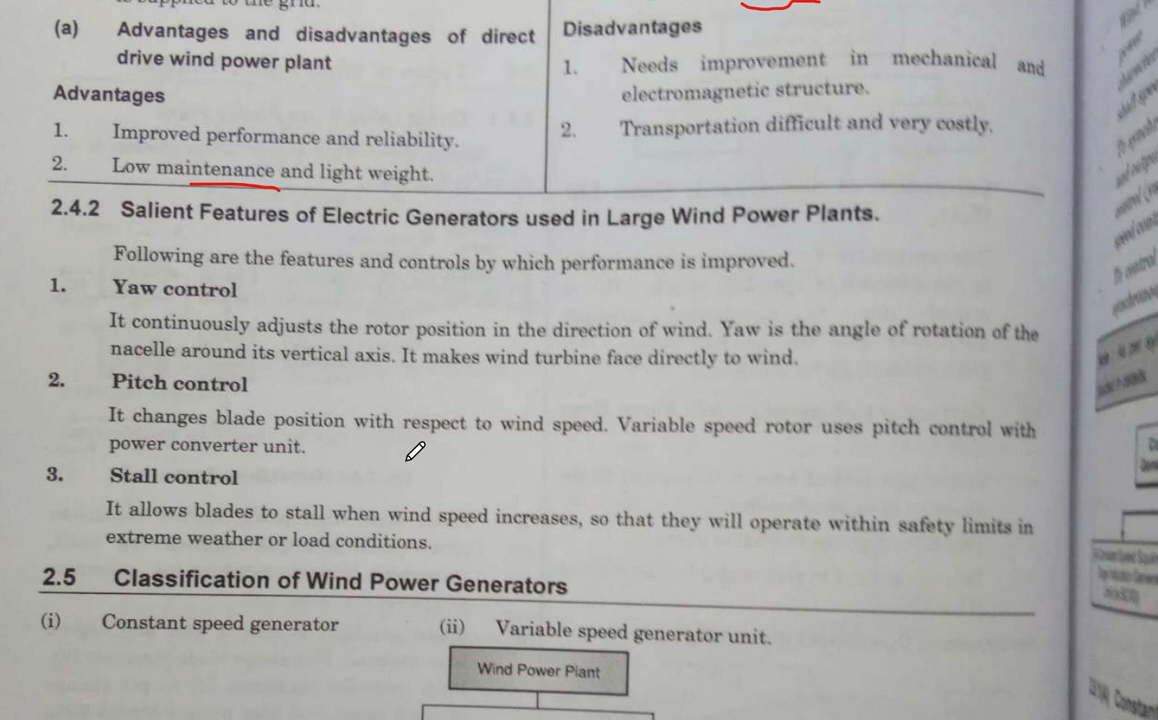 is supplied to the grid.
(a) Advantages and disadvantages of direct
drive wind power plant
Advantages
1. Improved performance and reliability.
2. Low maintenance and light weight.
Disadvantages
1. Needs improvement in mechanical and
electromagnetic structure.
2. Transportation difficult and very costly.
2.4.2 Salient Features of Electric Generators used in Large Wind Power Plants.
Following are the features and controls by which performance is improved.
1. Yaw control
It continuously adjusts the rotor position in the direction of wind. Yaw is the angle of rotation of the
nacelle around its vertical axis. It makes wind turbine face directly to wind.
2. Pitch control
It changes blade position with respect to wind speed. Variable speed rotor uses pitch control with
power converter unit.
3. Stall control
It allows blades to stall when wind speed increases, so that they will operate within safety limits in
extreme weather or load conditions.
2.5 Classification of Wind Power Generators
(i) Constant speed generator (ii) Variable speed generator unit.
Wind Power Plant